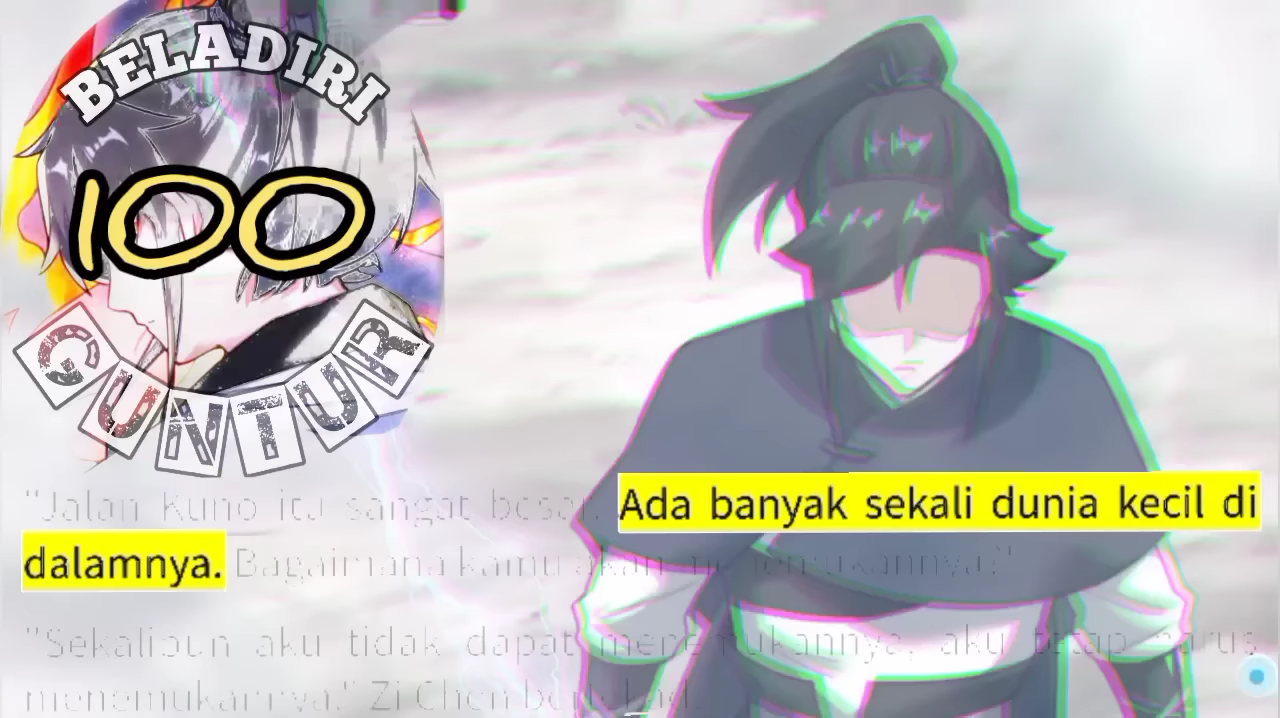 BELADIRI
100
GUNTUR
"Jalan Kuno itu sangat besar. Ada banyak sekali dunia kecil di
dalamnya. Bagaimana kamu akan menemukannya?"
"Sekalipun aku tidak dapat menemukannya, aku tetap harus
menemukannya!" Zi Chen bertekad.